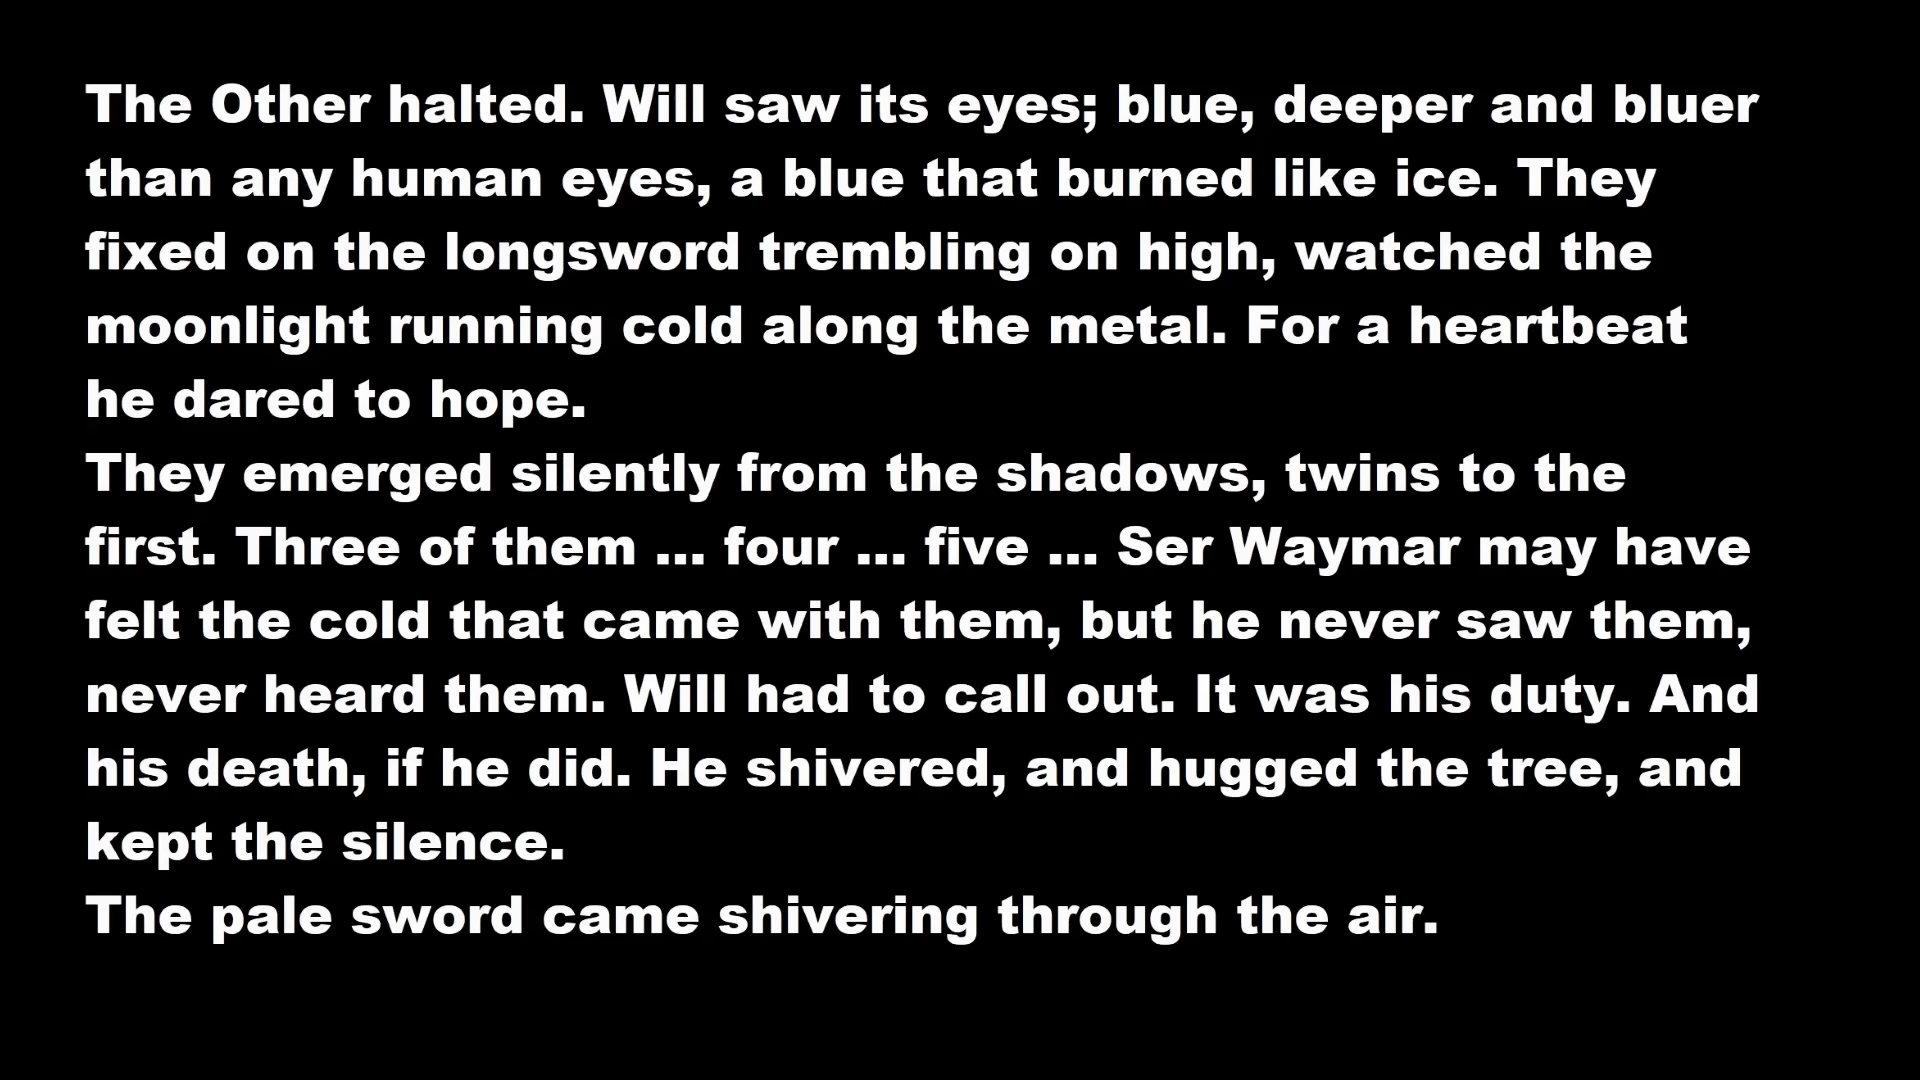 The Other halted. Will saw its eyes; blue, deeper and bluer
than any human eyes, a blue that burned like ice. They
fixed on the longsword trembling on high, watched the
moonlight running cold along the metal. For a heartbeat
he dared to hope.
They emerged silently from the shadows, twins to the
first. Three of them ... four ... five ... Ser Waymar may have
felt the cold that came with them, but he never saw them,
never heard them. Will had to call out. It was his duty. And
his death, if he did. He shivered, and hugged the tree, and
kept the silence.
The pale sword came shivering through the air.